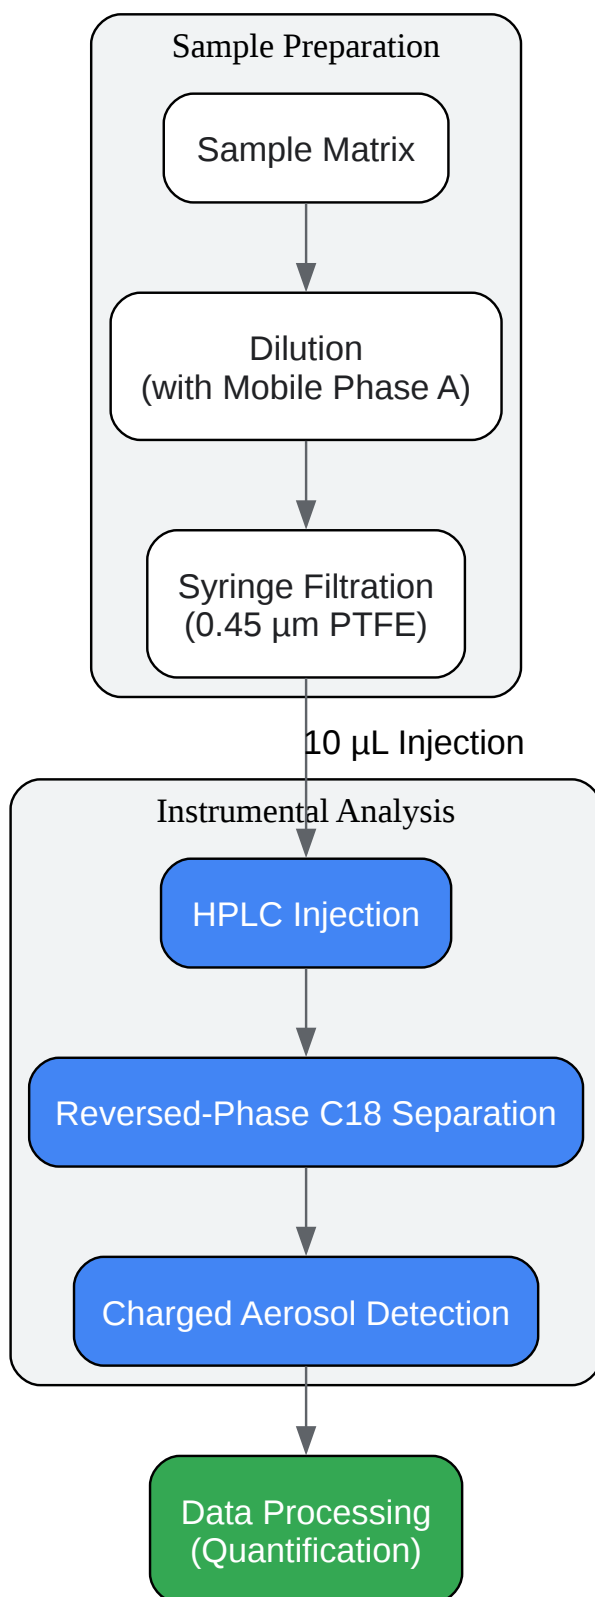 Sample Preparation
Sample Matrix
Dilution
(with Mobile Phase A)
Syringe Filtration
(0.45 µm PTFE)
10 µL Injection
Instrumental Analysis
HPLC Injection
Reversed-Phase C18 Separation
Charged Aerosol Detection
Data Processing
(Quantification)